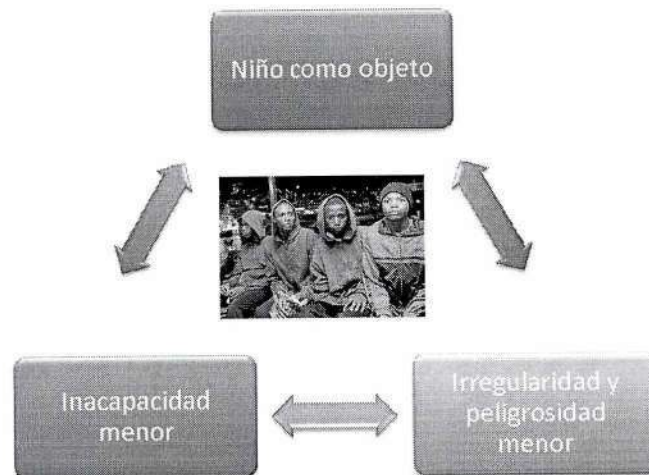 Niño como objeto
Inacapacidad
menor
Irregularidad y
peligrosidad
menor